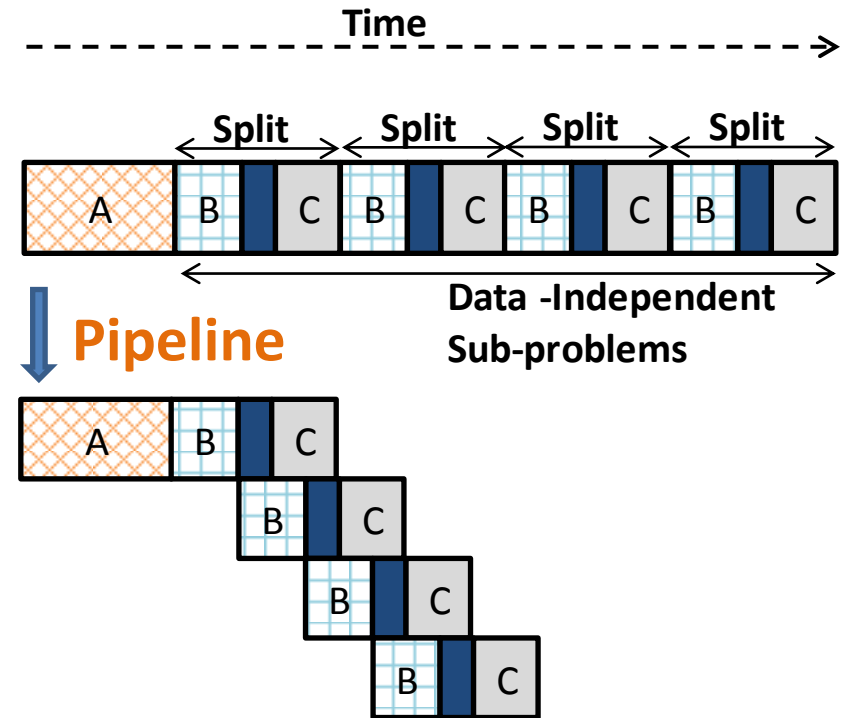 Time
Split Split Split Split
A B C B C B C B C
Data -Independent
Sub-problems
Pipeline
A B C
B C
B C
B C